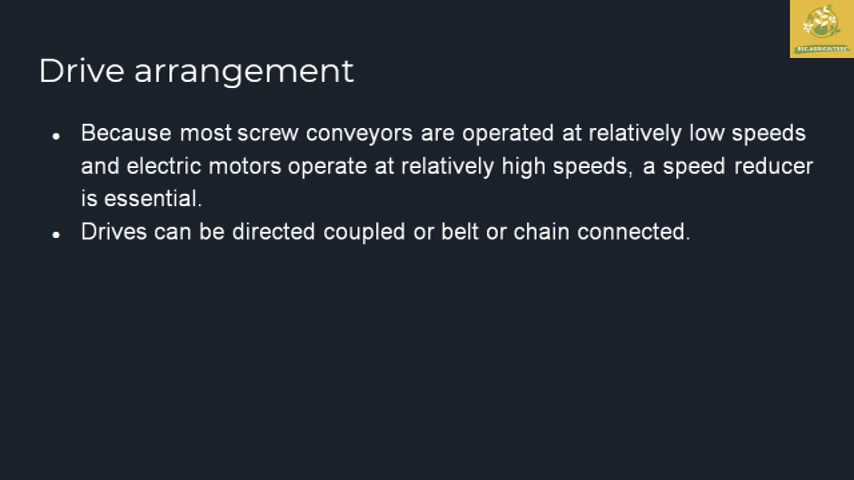 Drive arrangement
● Because most screw conveyors are operated at relatively low speeds
and electric motors operate at relatively high speeds, a speed reducer
is essential.
● Drives can be directed coupled or belt or chain connected.